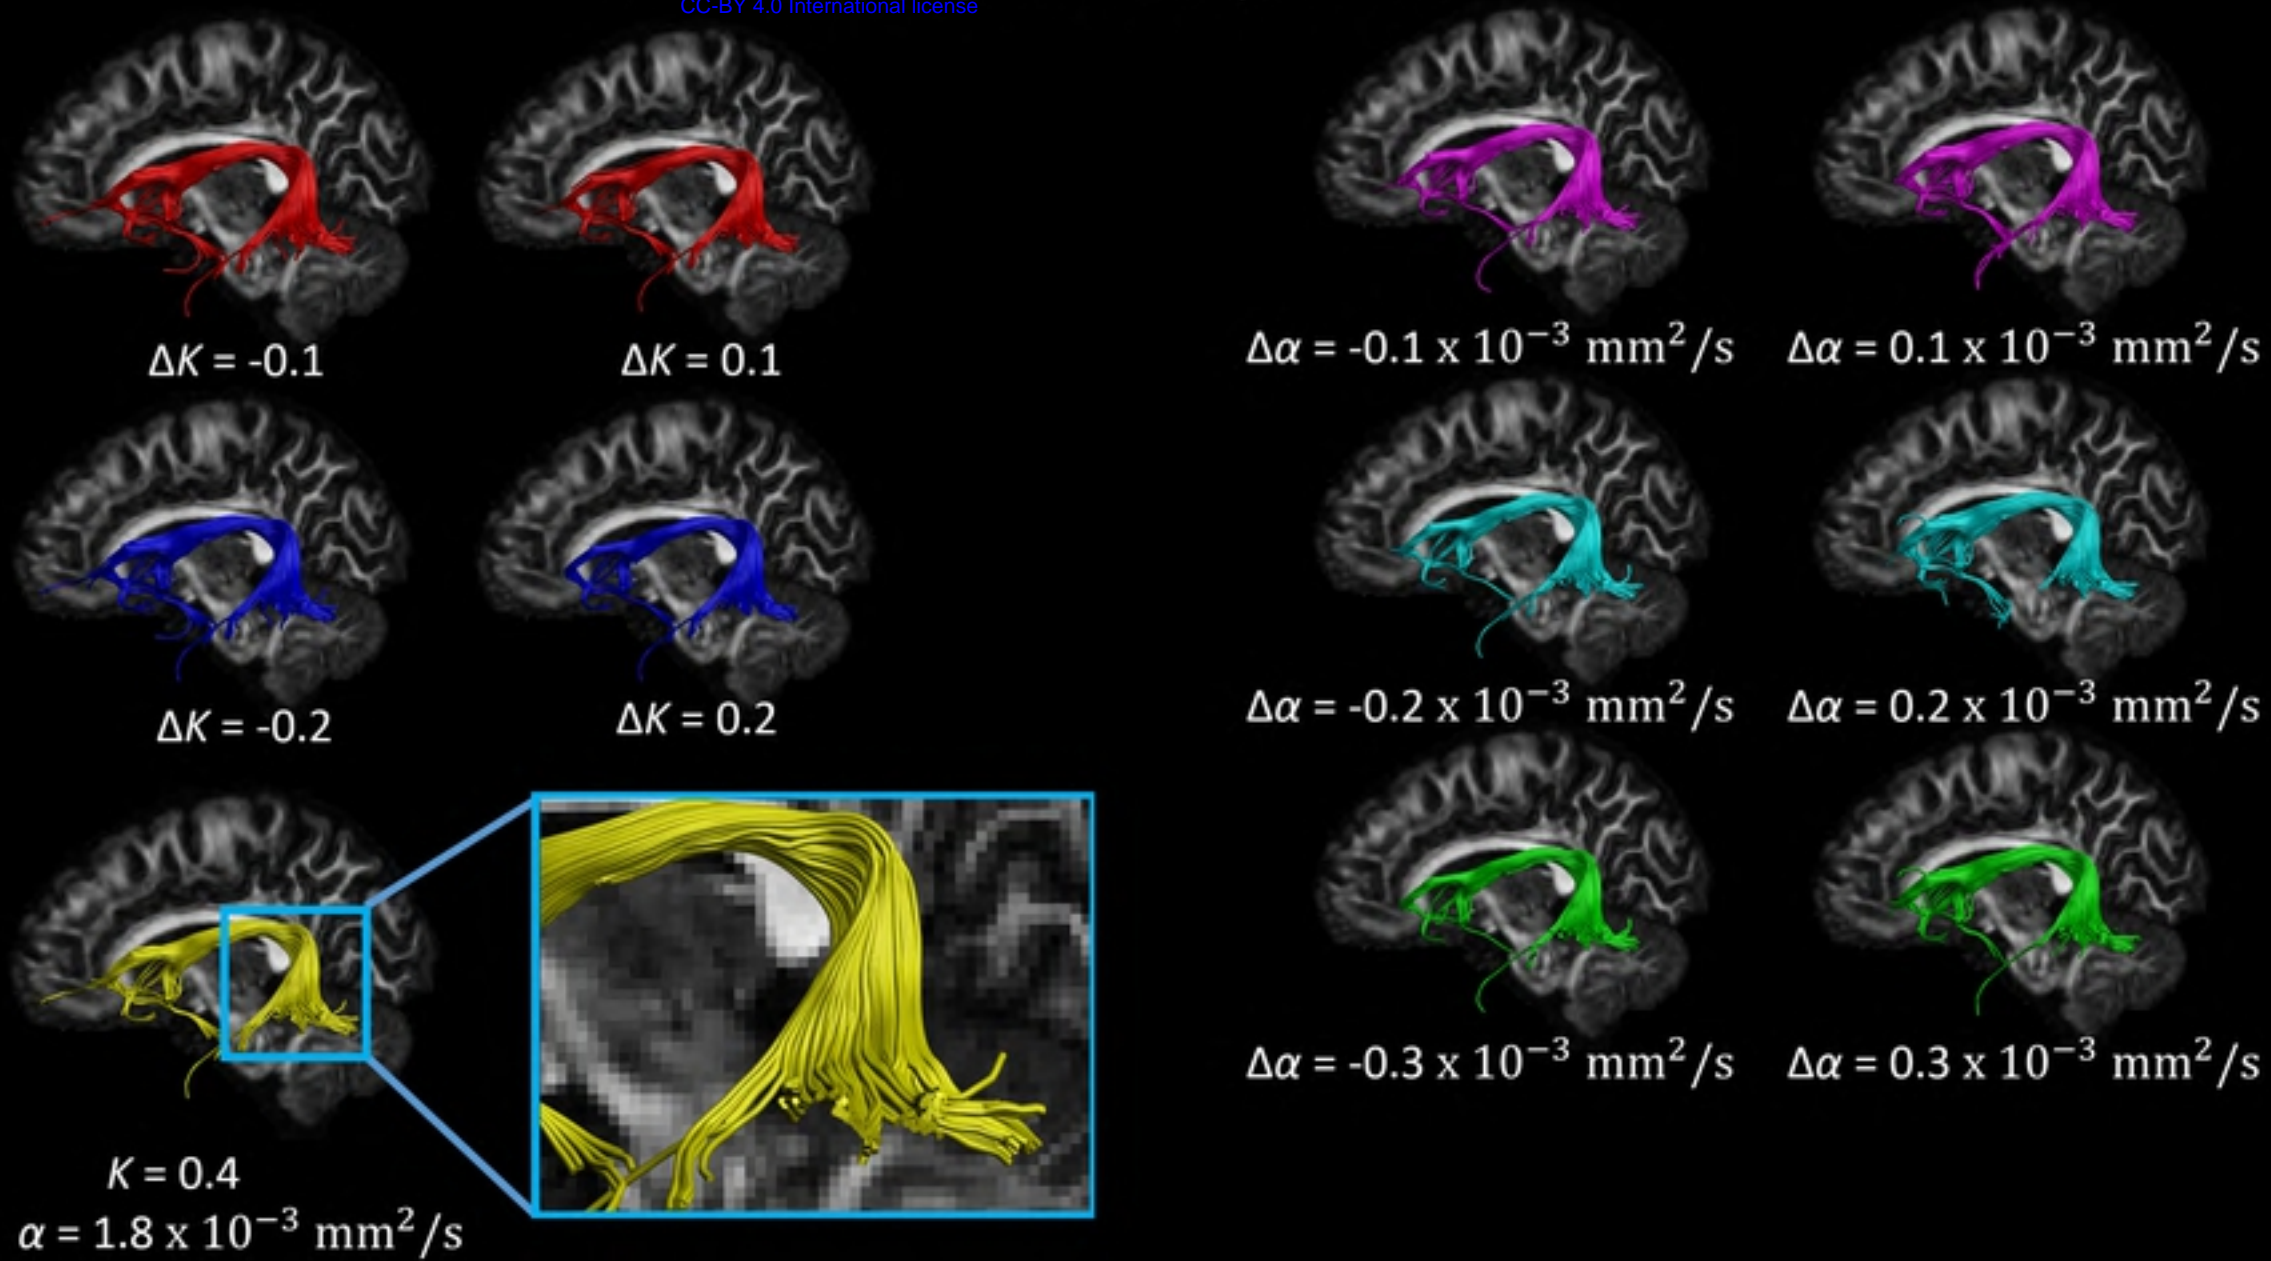 CC-BY 4.0 International license
ΔK = -0.1
ΔK = 0.1
Δα = -0.1 x 10⁻³ mm²/s
Δα = 0.1 x 10⁻³ mm²/s
ΔK = -0.2
ΔK = 0.2
Δα = -0.2 x 10⁻³ mm²/s
Δα = 0.2 x 10⁻³ mm²/s
Δα = -0.3 x 10⁻³ mm²/s
Δα = 0.3 x 10⁻³ mm²/s
K = 0.4
α = 1.8 x 10⁻³ mm²/s